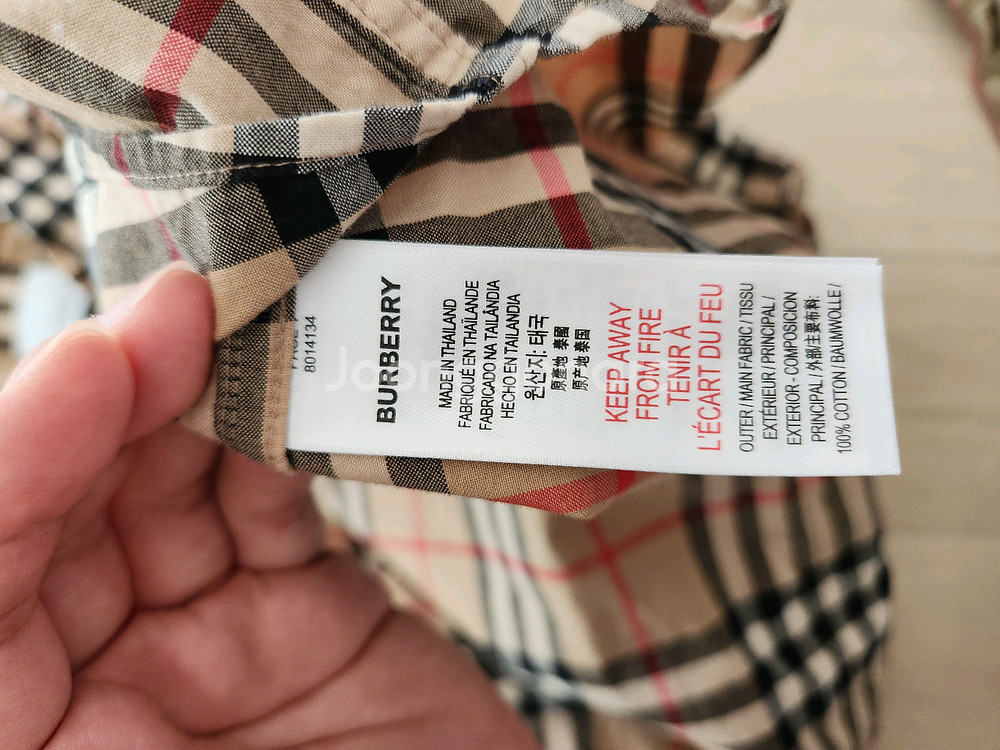 8014134
BURBERRY
MADE IN THAILAND
FABRIQUÉ EN THAÏLANDE
FABRICADO NA TAILÂNDIA
HECHO EN TAILANDIA
원산지: 태국
原產地 泰國
原产地 泰国
KEEP AWAY
FROM FIRE
TENIR À
L'ÉCART DU FEU
OUTER / MAIN FABRIC / TISSU
EXTÉRIEUR / PRINCIPAL /
EXTERIOR - COMPOSICION
PRINCIPAL / 外部/主要布料:
100% COTTON / BAUMWOLLE /